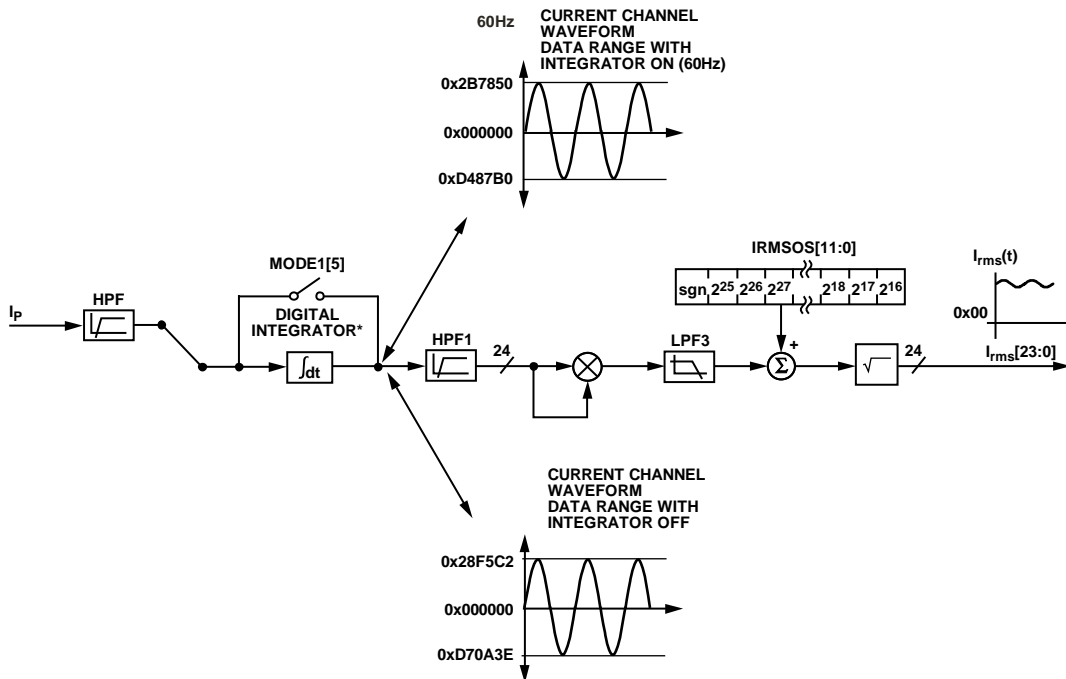 60Hz
CURRENT CHANNEL
WAVEFORM
DATA RANGE WITH
INTEGRATOR ON (60Hz)
0x2B7850
0x000000
0xD487B0
MODE1[5]
DIGITAL
INTEGRATOR*
IP
HPF
∫dt
HPF1
24
LPF3
IRMSOS[11:0]
sgn 2^25 2^26 2^27 2^18 2^17 2^16
+
Σ
√
24
Irms(t)
0x00
Irms[23:0]
CURRENT CHANNEL
WAVEFORM
DATA RANGE WITH
INTEGRATOR OFF
0x28F5C2
0x000000
0xD70A3E